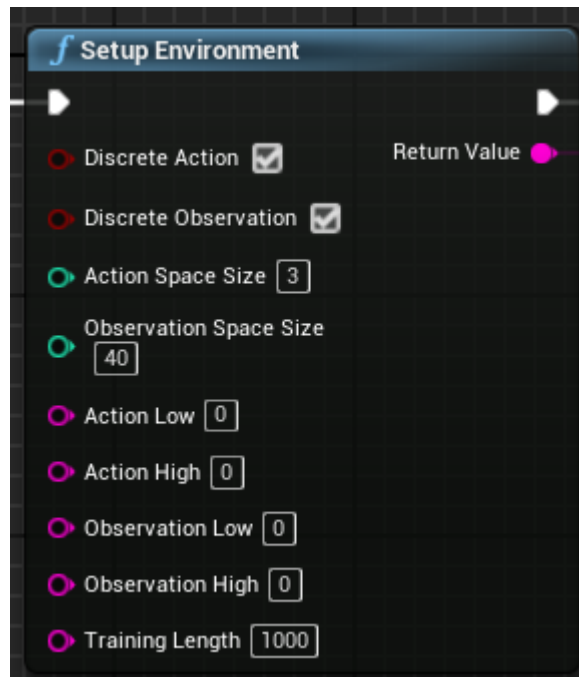 f Setup Environment
Discrete Action Return Value
Discrete Observation
Action Space Size 3
Observation Space Size
40
Action Low 0
Action High 0
Observation Low 0
Observation High 0
Training Length 1000